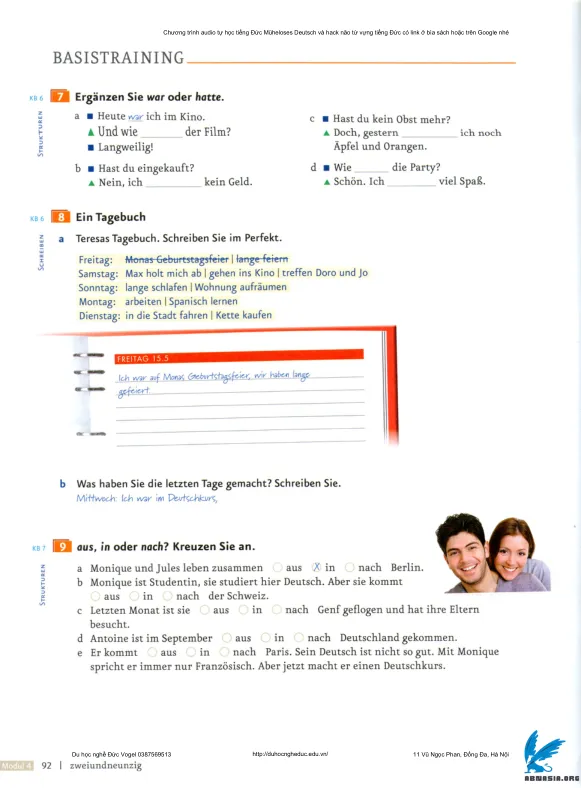 Chương trình audio tự học tiếng Đức Müheloses Deutsch và hack não từ vựng tiếng Đức có link ở bìa sách hoặc trên Google nhé
BASISTRAINING
KB 6 7 Ergänzen Sie war oder hatte.
STRUKTUREN
a ■ Heute war ich im Kino.
▲ Und wie ______ der Film?
■ Langweilig!
b ■ Hast du eingekauft?
▲ Nein, ich ________ kein Geld.
c ■ Hast du kein Obst mehr?
▲ Doch, gestern ________ ich noch
Äpfel und Orangen.
d ■ Wie _____ die Party?
▲ Schön. Ich _______ viel Spaß.
KB 6 8 Ein Tagebuch
SCHREIBEN
a Teresas Tagebuch. Schreiben Sie im Perfekt.
Freitag: Monas Geburtstagsfeier | lange feiern
Samstag: Max holt mich ab | gehen ins Kino | treffen Doro und Jo
Sonntag: lange schlafen | Wohnung aufräumen
Montag: arbeiten | Spanisch lernen
Dienstag: in die Stadt fahren | Kette kaufen
FREITAG 15.5
Ich war auf Monas Geburtstagsfeier, wir haben lange
gefeiert.
b Was haben Sie die letzten Tage gemacht? Schreiben Sie.
Mittwoch: Ich war im Deutschkurs,
KB 7 9 aus, in oder nach? Kreuzen Sie an.
STRUKTUREN
a Monique und Jules leben zusammen ○ aus ⊗ in ○ nach Berlin.
b Monique ist Studentin, sie studiert hier Deutsch. Aber sie kommt
○ aus ○ in ○ nach der Schweiz.
c Letzten Monat ist sie ○ aus ○ in ○ nach Genf geflogen und hat ihre Eltern
besucht.
d Antoine ist im September ○ aus ○ in ○ nach Deutschland gekommen.
e Er kommt ○ aus ○ in ○ nach Paris. Sein Deutsch ist nicht so gut. Mit Monique
spricht er immer nur Französisch. Aber jetzt macht er einen Deutschkurs.
Du học nghề Đức Vogel 0387569513 http://duhocngheduc.edu.vn/ 11 Vũ Ngọc Phan, Đống Đa, Hà Nội
Modul 4 92 | zweiundneunzig
ABNASIA.ORG